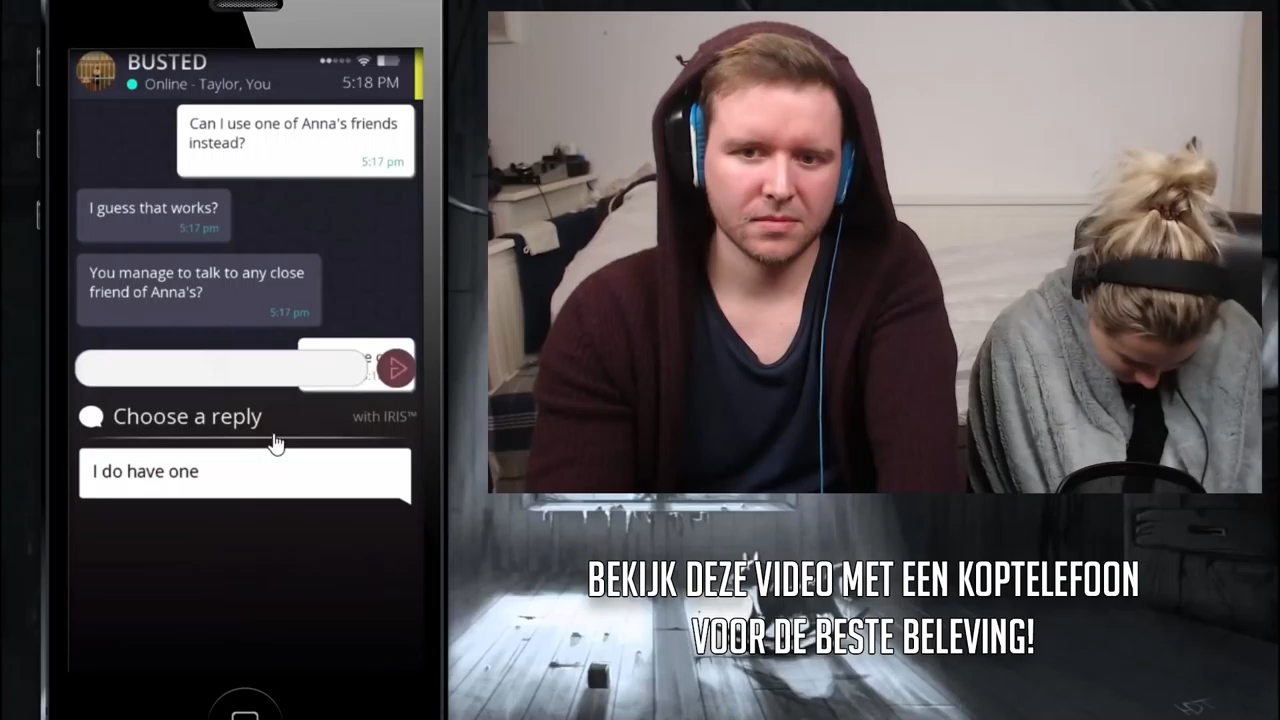 BUSTED
Online - Taylor, You
5:18 PM
Can I use one of Anna's friends
instead?
5:17 pm
I guess that works?
5:17 pm
You manage to talk to any close
friend of Anna's?
5:17 pm
Choose a reply
with IRIS™
I do have one
BEKIJK DEZE VIDEO MET EEN KOPTELEFOON
VOOR DE BESTE BELEVING!